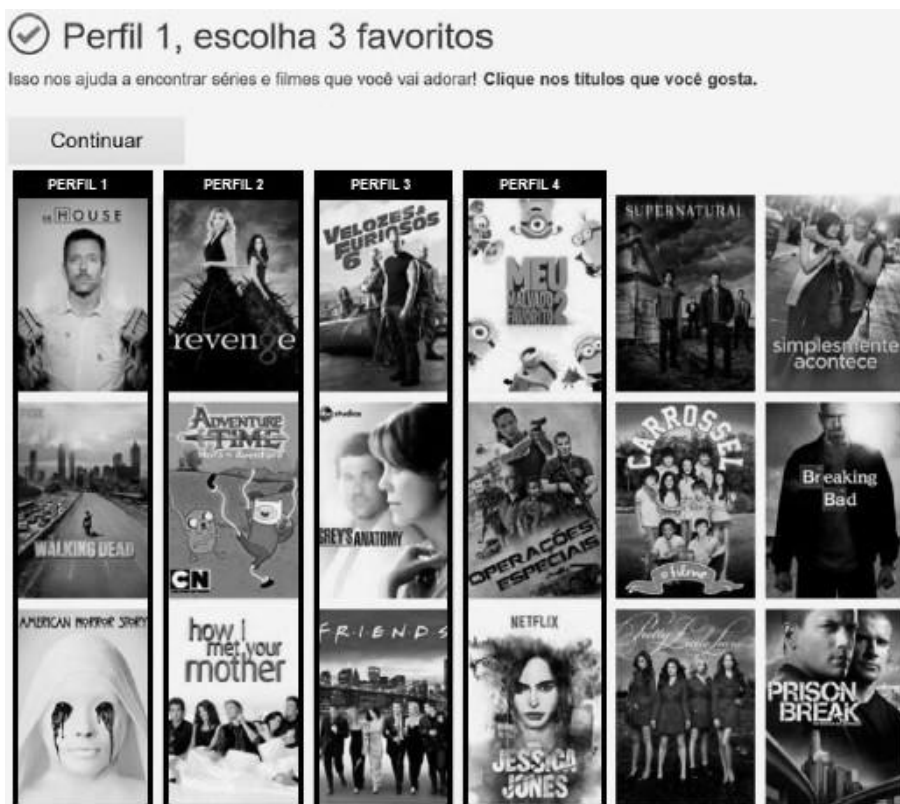 Perfil 1, escolha 3 favoritos
Isso nos ajuda a encontrar séries e filmes que você vai adorar! Clique nos títulos que você gosta.
Continuar
PERFIL 1
PERFIL 2
PERFIL 3
PERFIL 4
HOUSE
revenge
VELOZES &
FURIOSOS
6
MEU
MALVADO
FAVORITO 2
SUPERNATURAL
simplesmente
acontece
WALKING DEAD
ADVENTURE
TIME
CN
abc studios
GREY'S ANATOMY
OPERAÇÕES
ESPECIAIS
CARROSSEL
o filme
Breaking
Bad
AMERICAN HORROR STORY
how i
met your
mother
FRIENDS
NETFLIX
JESSICA
JONES
Pretty Little Liars
PRISON
BREAK